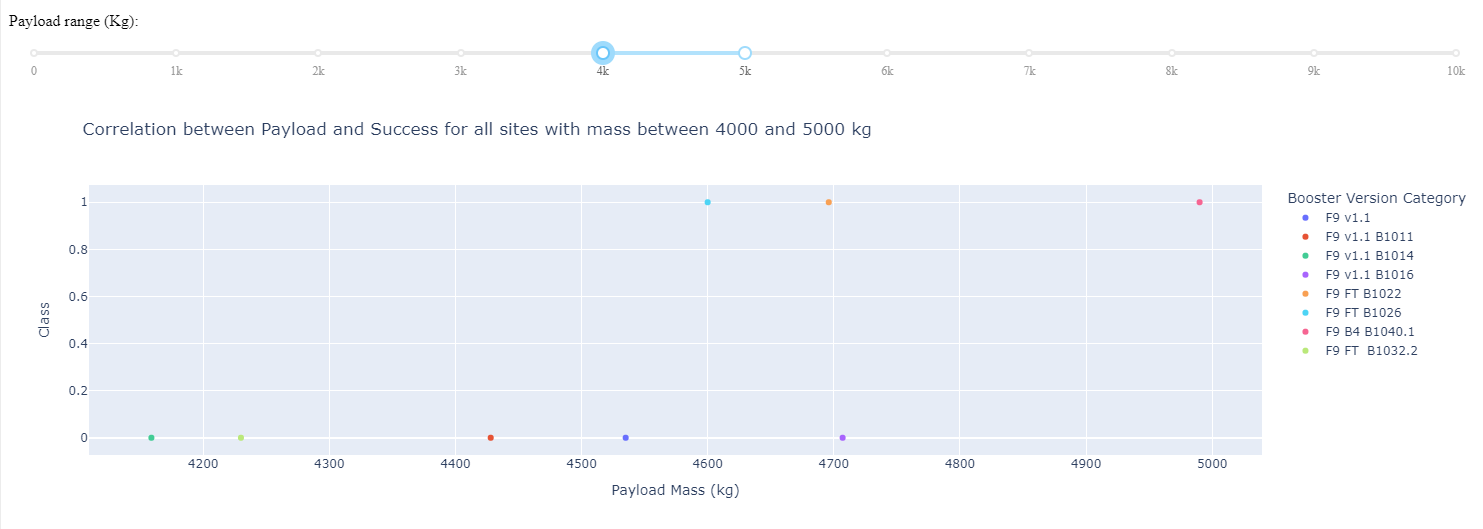 Payload range (Kg):
0 1k 2k 3k 4k 5k 6k 7k 8k 9k 10k
Correlation between Payload and Success for all sites with mass between 4000 and 5000 kg
Class
1
0.8
0.6
0.4
0.2
0
4200 4300 4400 4500 4600 4700 4800 4900 5000
Payload Mass (kg)
Booster Version Category
F9 v1.1
F9 v1.1 B1011
F9 v1.1 B1014
F9 v1.1 B1016
F9 FT B1022
F9 FT B1026
F9 B4 B1040.1
F9 FT  B1032.2